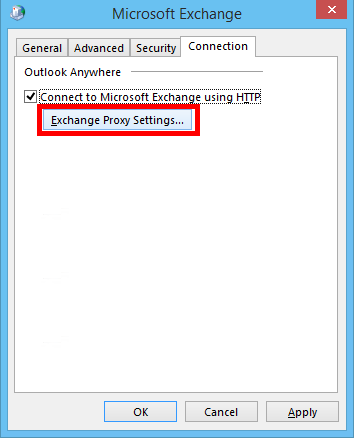 Microsoft Exchange
General Advanced Security Connection
Outlook Anywhere
Connect to Microsoft Exchange using HTTP
Exchange Proxy Settings...
OK Cancel Apply